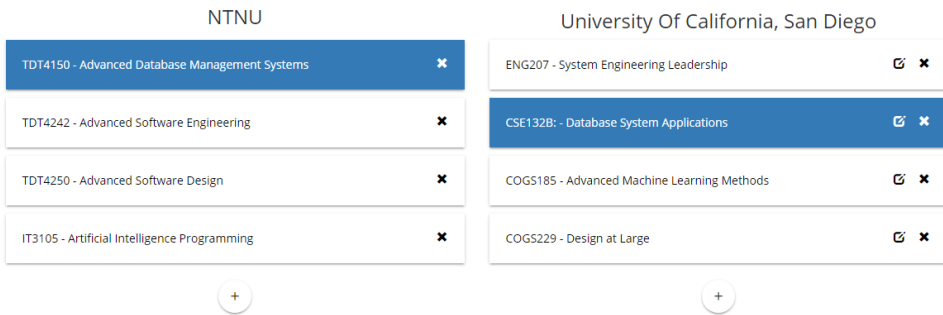 NTNU
TDT4150 - Advanced Database Management Systems
TDT4242 - Advanced Software Engineering
TDT4250 - Advanced Software Design
IT3105 - Artificial Intelligence Programming
+
University Of California, San Diego
ENG207 - System Engineering Leadership
CSE132B: - Database System Applications
COGS185 - Advanced Machine Learning Methods
COGS229 - Design at Large
+